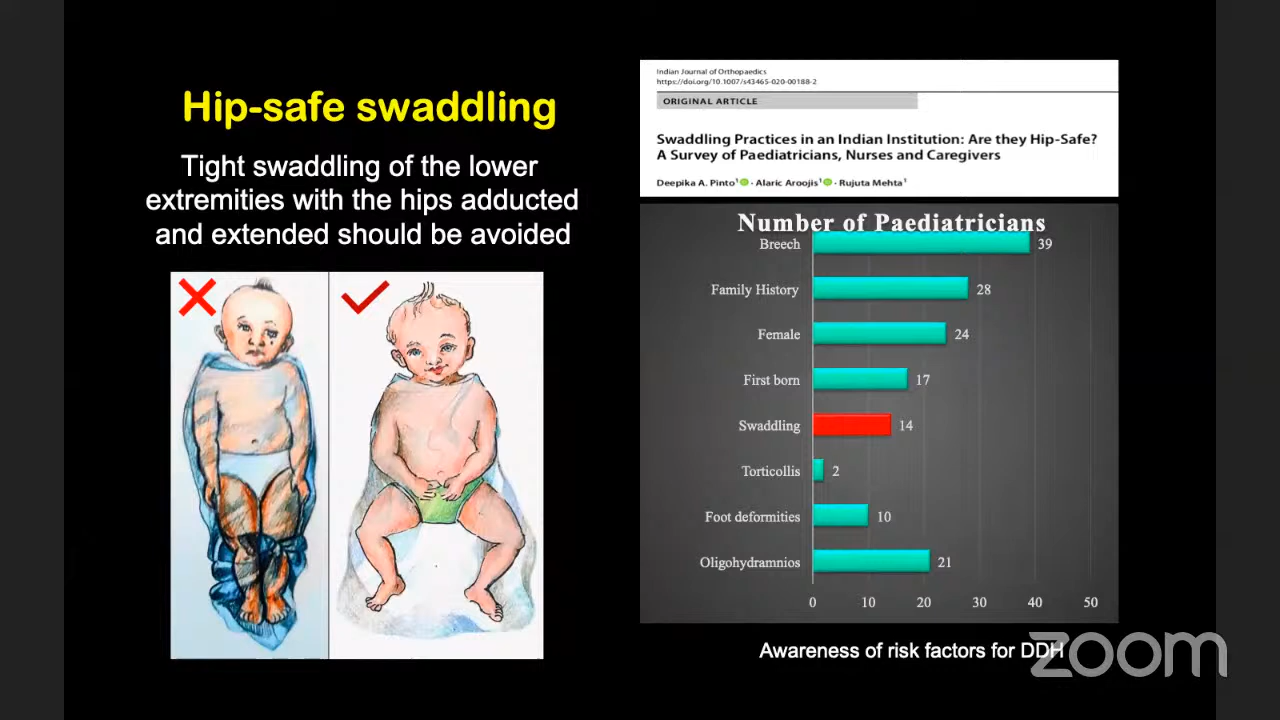 Hip-safe swaddling
Tight swaddling of the lower
extremities with the hips adducted
and extended should be avoided
Indian Journal of Orthopaedics
https://doi.org/10.1007/s43465-020-00188-2
ORIGINAL ARTICLE
Swaddling Practices in an Indian Institution: Are they Hip-Safe?
A Survey of Paediatricians, Nurses and Caregivers
Deepika A. Pinto1 · Alaric Aroojis1 · Rujuta Mehta1
Number of Paediatricians
Breech 39
Family History 28
Female 24
First born 17
Swaddling 14
Torticollis 2
Foot deformities 10
Oligohydramnios 21
0 10 20 30 40 50
Awareness of risk factors for DDH
zoom